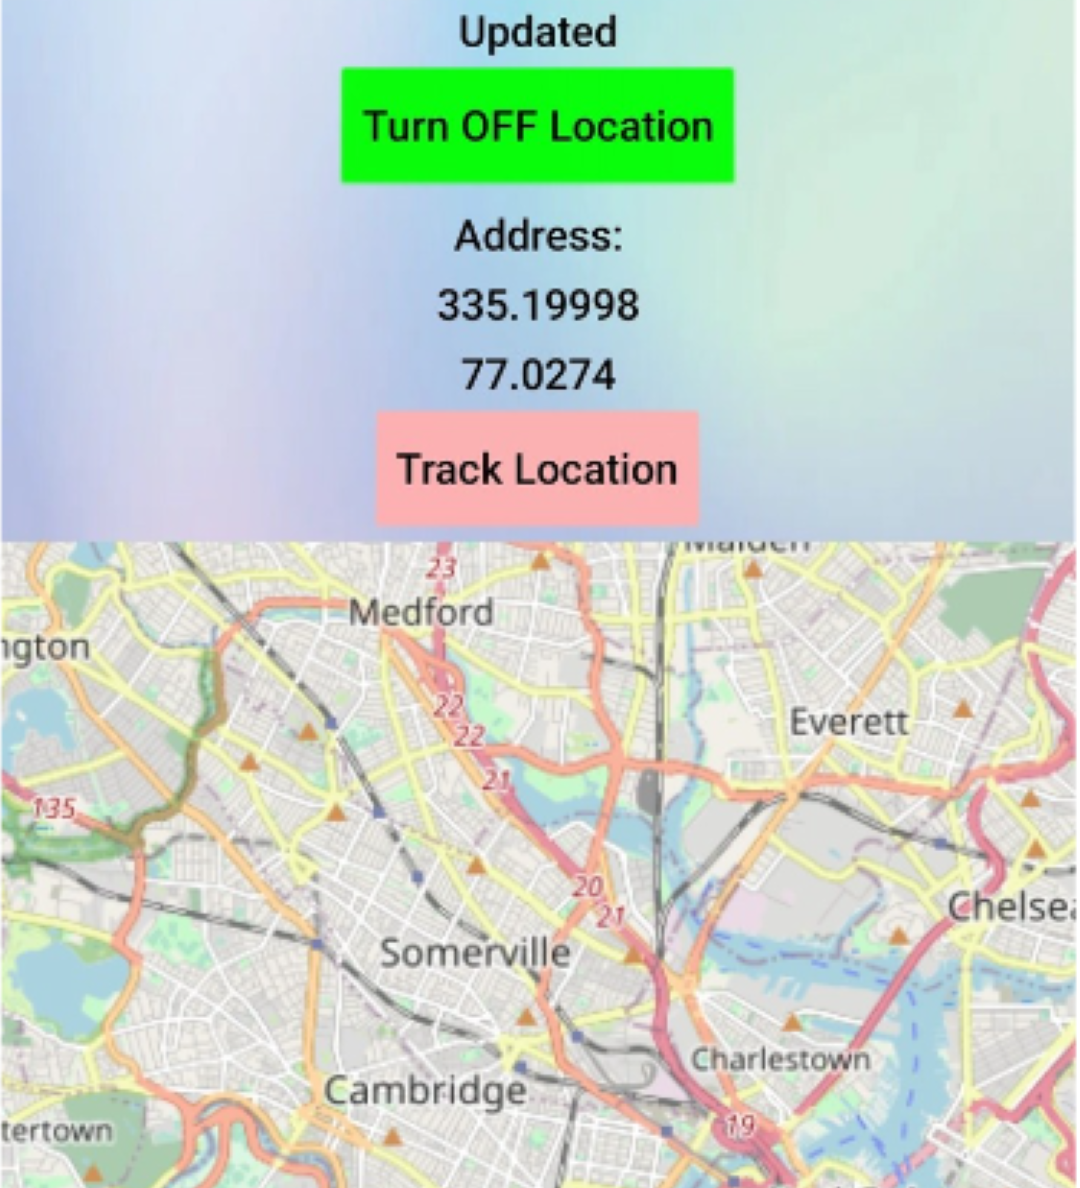 Updated
Turn OFF Location
Address:
335.19998
77.0274
Track Location
Malden
23
Medford
ngton
22
Everett
22
21
135
20
21
Chelsea
Somerville
Charlestown
Cambridge
19
tertown